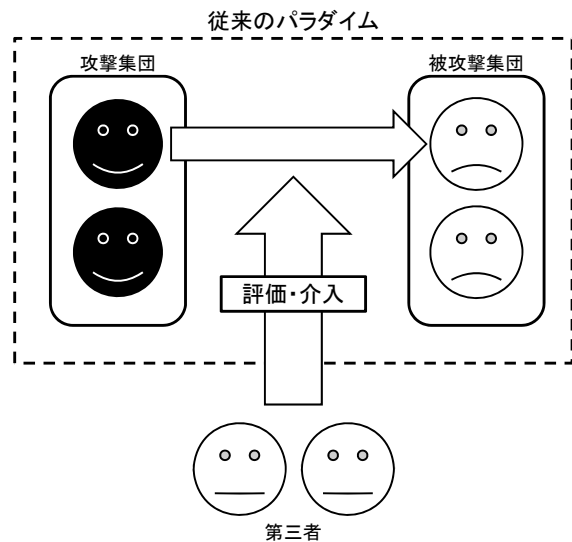 従来のパラダイム
攻撃集団
被攻撃集団
評価・介入
第三者